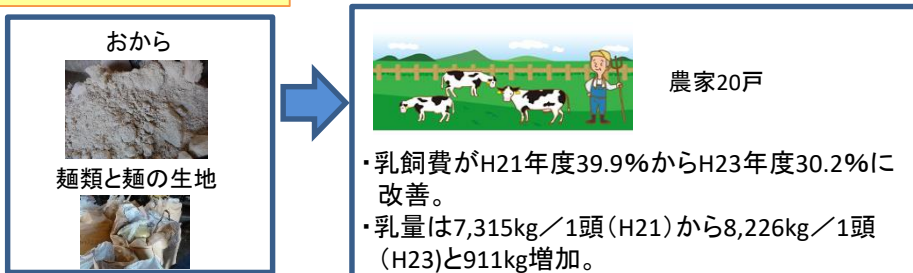 おから
麺類と麺の生地
農家20戸
・乳飼費がH21年度39.9%からH23年度30.2%に
改善。
・乳量は7,315kg／1頭（H21）から8,226kg／1頭
（H23)と911kg増加。